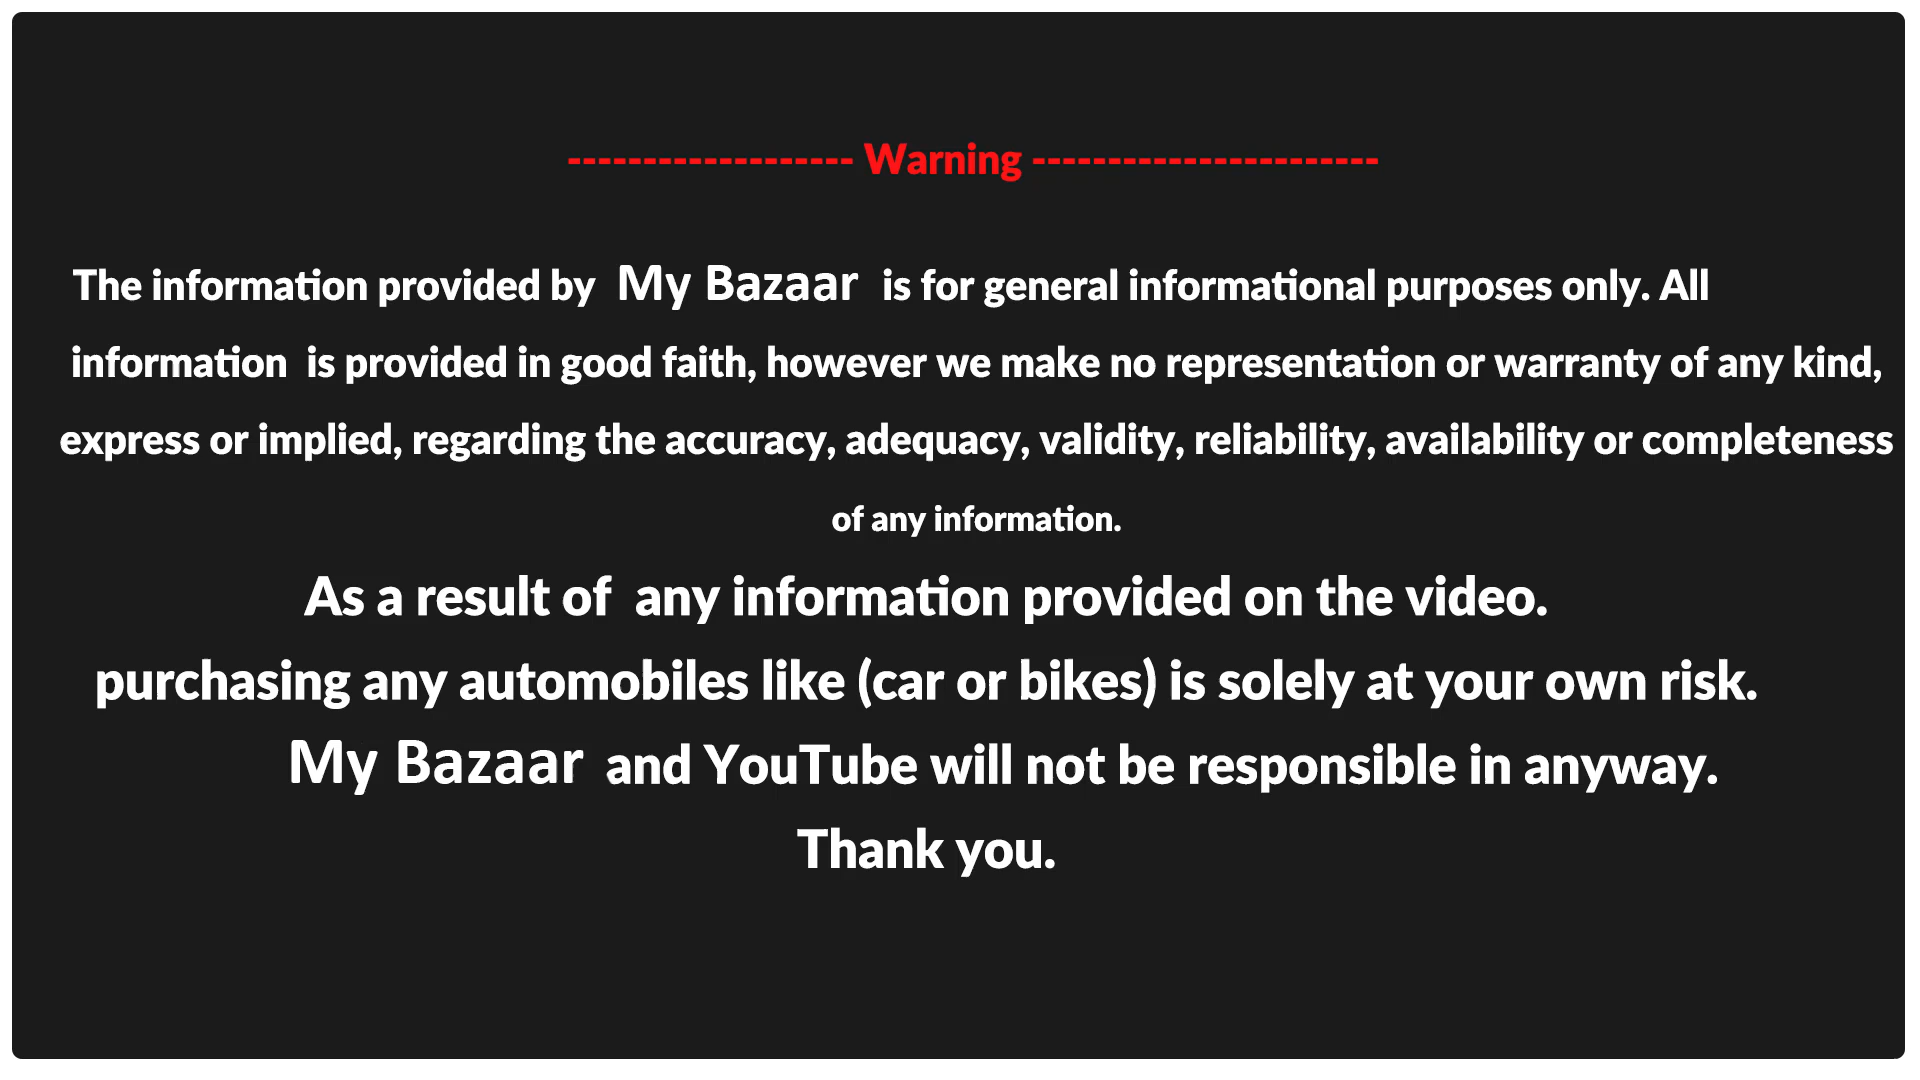 ------------------- Warning -----------------------
The information provided by My Bazaar is for general informational purposes only. All
information is provided in good faith, however we make no representation or warranty of any kind,
express or implied, regarding the accuracy, adequacy, validity, reliability, availability or completeness
of any information.
As a result of any information provided on the video.
purchasing any automobiles like (car or bikes) is solely at your own risk.
My Bazaar and YouTube will not be responsible in anyway.
Thank you.